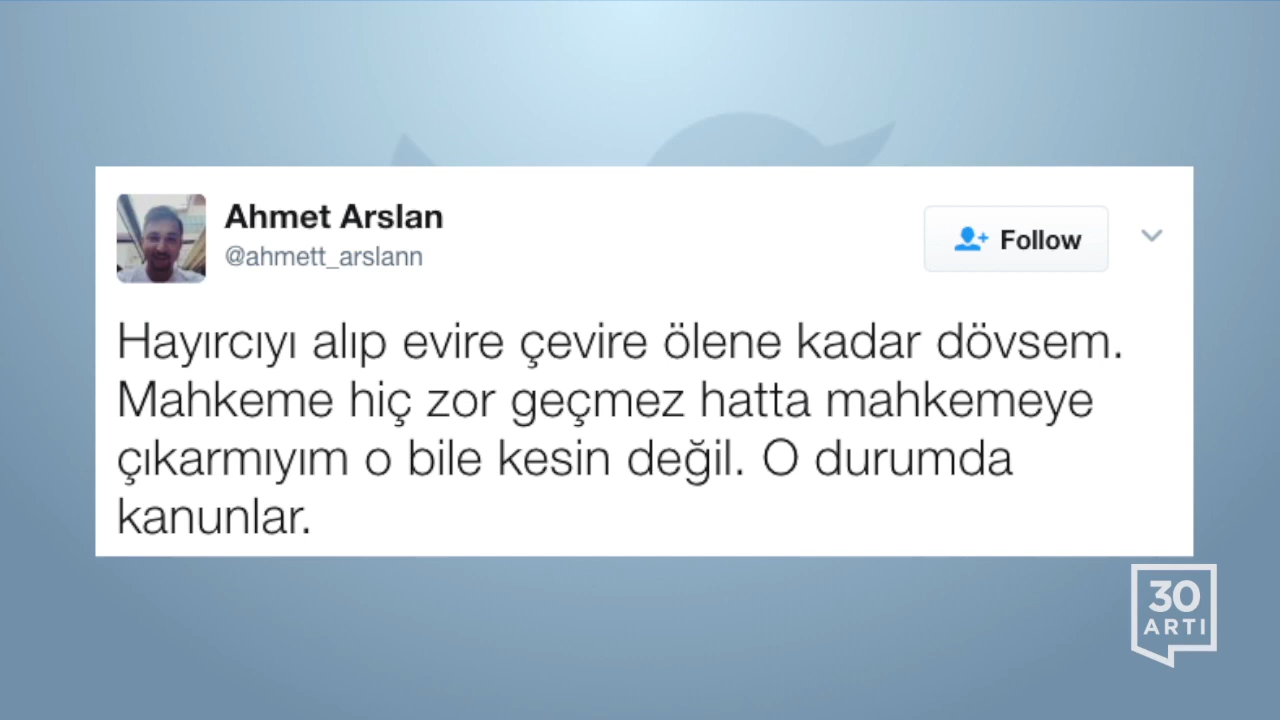 Ahmet Arslan
@ahmett_arslann
Follow
Hayırcıyı alıp evire çevire ölene kadar dövsem.
Mahkeme hiç zor geçmez hatta mahkemeye
çıkarmıyım o bile kesin değil. O durumda
kanunlar.
30
ARTI